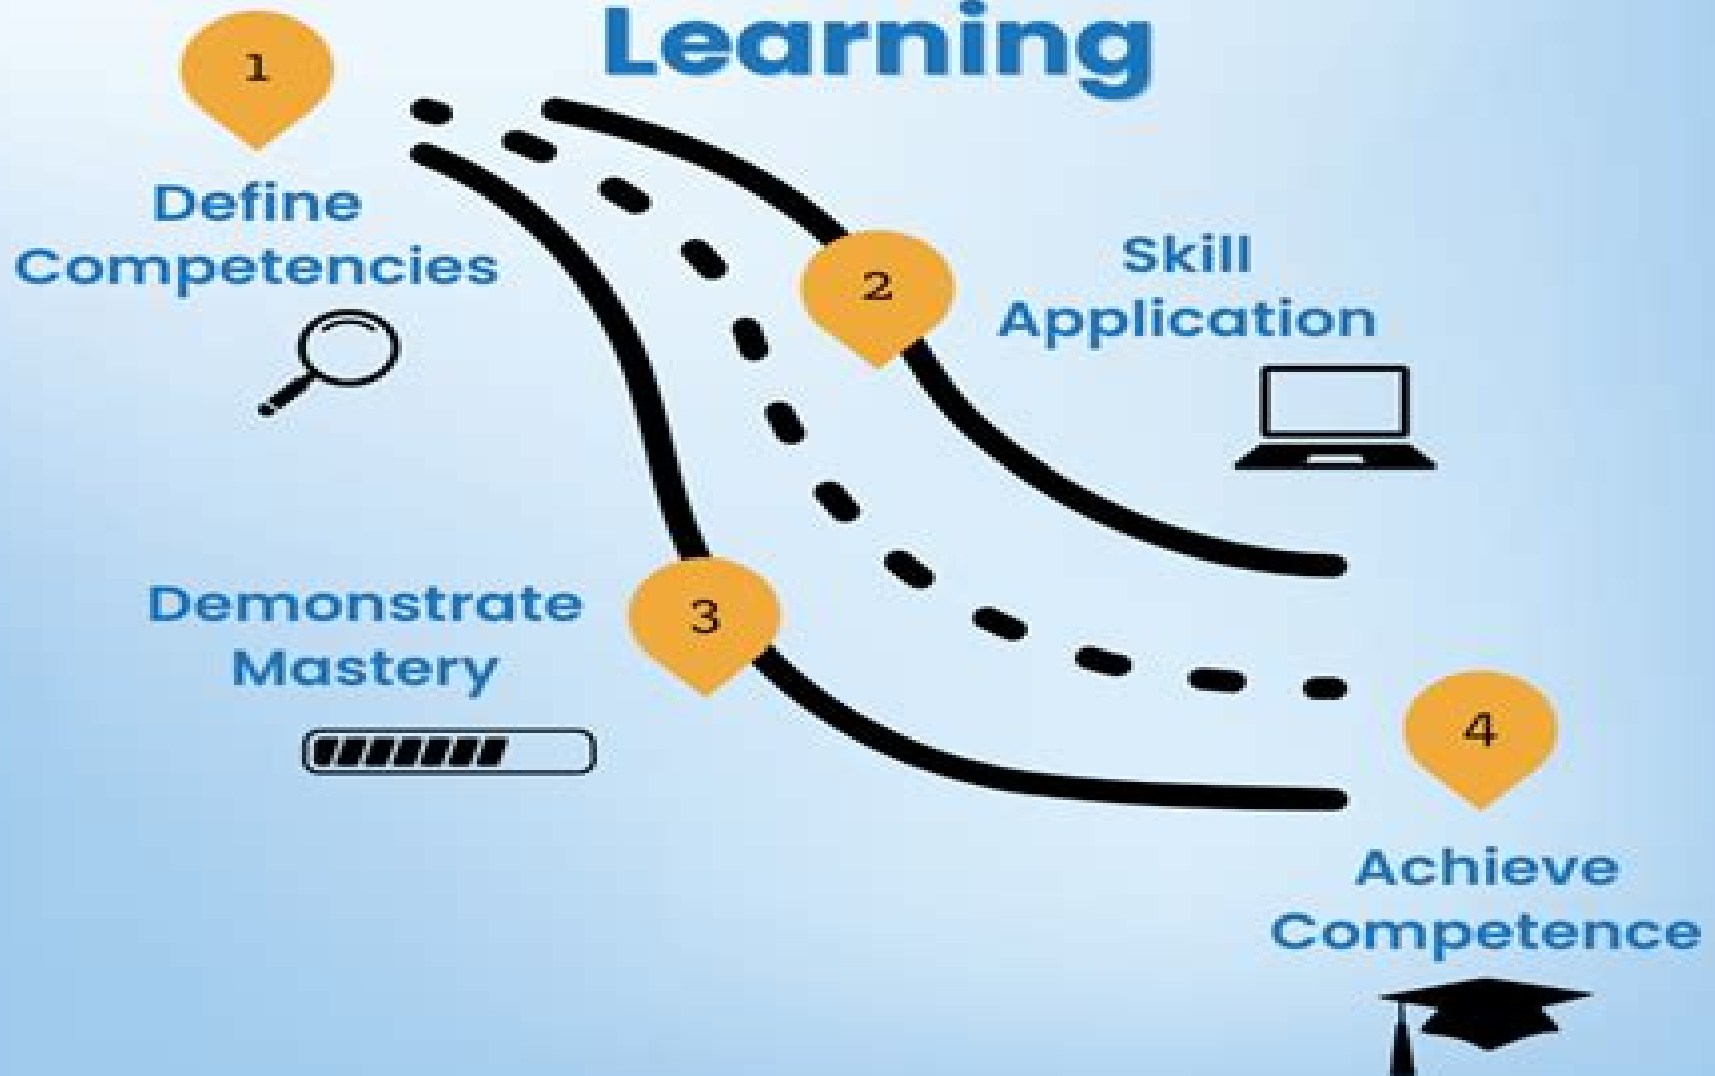 Learning
1
Define
Competencies
2
Skill
Application
3
Demonstrate
Mastery
4
Achieve
Competence